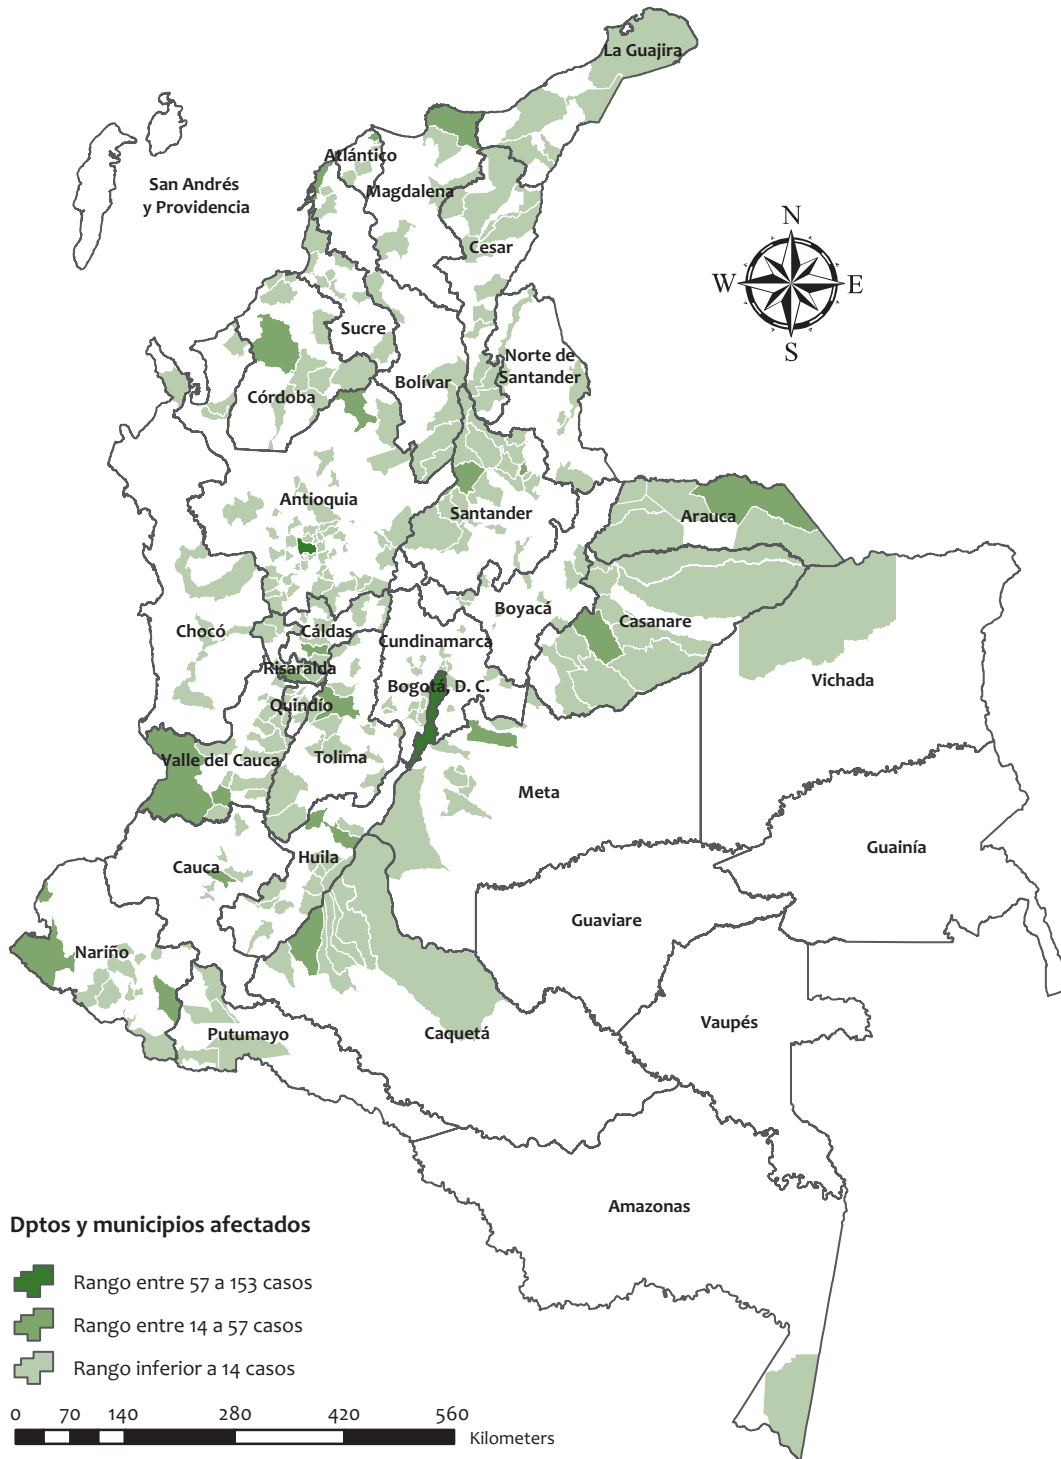 La Guajira
Atlántico
San Andrés
y Providencia
Magdalena
N
Cesar
W
E
S
Sucre
Norte de
Santander
Bolívar
Córdoba
Antioquia
Santander
Arauca
Boyacá
Casanare
Chocó
Cáldas
Cundinamarca
Risaralda
Vichada
Bogotá, D. C.
Quindío
Valle del Cauca
Tolima
Meta
Guainía
Huila
Cauca
Guaviare
Nariño
Vaupés
Putumayo
Caquetá
Amazonas
Dptos y municipios afectados
Rango entre 57 a 153 casos
Rango entre 14 a 57 casos
Rango inferior a 14 casos
0 70 140 280 420 560
Kilometers